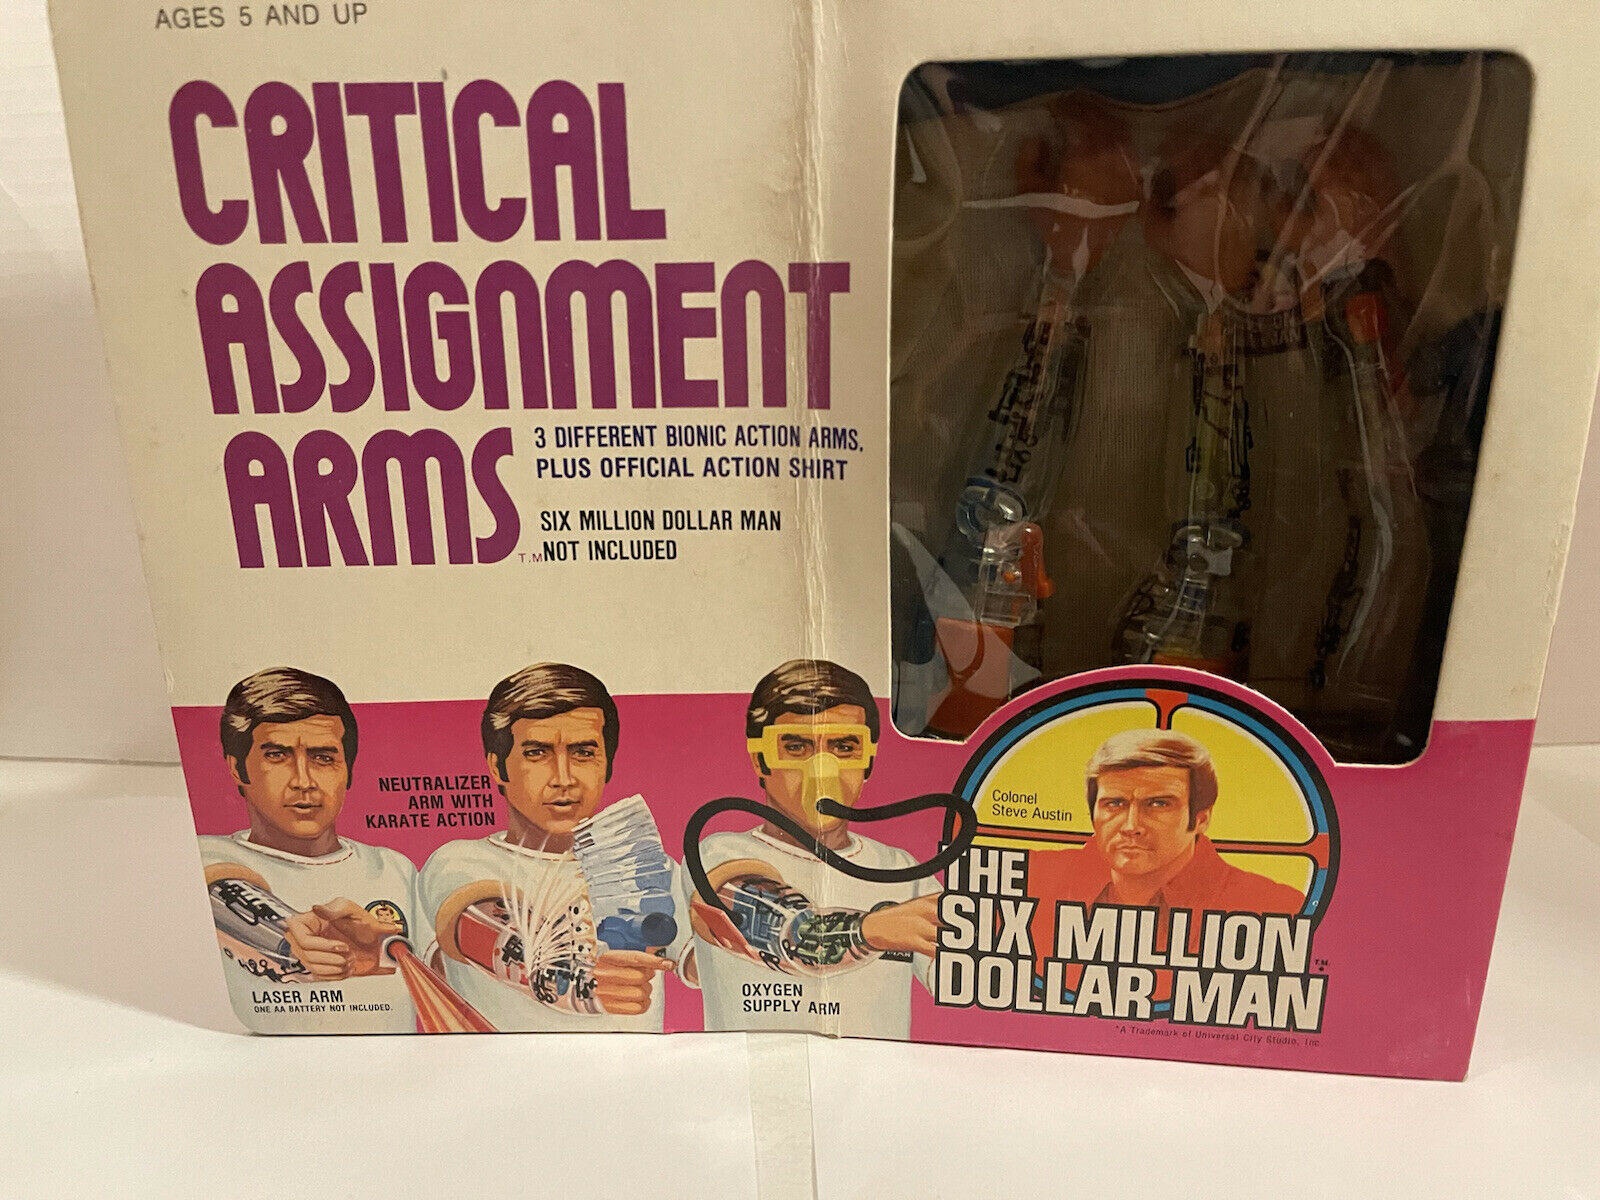 AGES 5 AND UP
CRITICAL
ASSIGNMENT
ARMS
T.M
3 DIFFERENT BIONIC ACTION ARMS,
PLUS OFFICIAL ACTION SHIRT
SIX MILLION DOLLAR MAN
NOT INCLUDED
NEUTRALIZER
ARM WITH
KARATE ACTION
LASER ARM
ONE AA BATTERY NOT INCLUDED.
OXYGEN
SUPPLY ARM
MAN
Colonel
Steve Austin
THE
SIX MILLION
DOLLAR MAN
T.M.
*
*A Trademark of Universal City Studio, Inc.